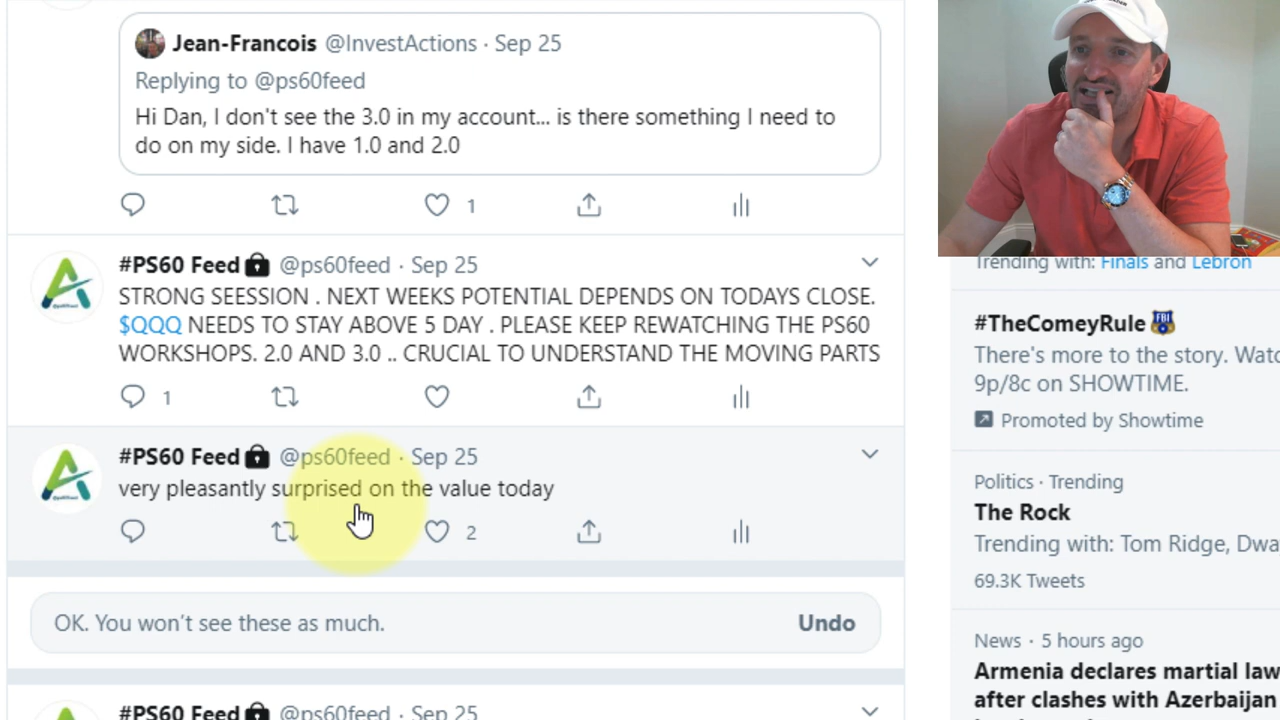 Jean-Francois @InvestActions · Sep 25
Replying to @ps60feed
Hi Dan, I don't see the 3.0 in my account... is there something I need to
do on my side. I have 1.0 and 2.0
1
#PS60 Feed @ps60feed · Sep 25
STRONG SEESSION . NEXT WEEKS POTENTIAL DEPENDS ON TODAYS CLOSE.
$QQQ NEEDS TO STAY ABOVE 5 DAY . PLEASE KEEP REWATCHING THE PS60
WORKSHOPS. 2.0 AND 3.0 .. CRUCIAL TO UNDERSTAND THE MOVING PARTS
1
#PS60 Feed @ps60feed · Sep 25
very pleasantly surprised on the value today
2
OK. You won't see these as much.
Undo
#PS60 Feed @ps60feed · Sep 25
Trending with: Finals and Lebron
#TheComeyRule
There's more to the story. Watc
9p/8c on SHOWTIME.
Promoted by Showtime
Politics · Trending
The Rock
Trending with: Tom Ridge, Dwa
69.3K Tweets
News · 5 hours ago
Armenia declares martial law
after clashes with Azerbaijan